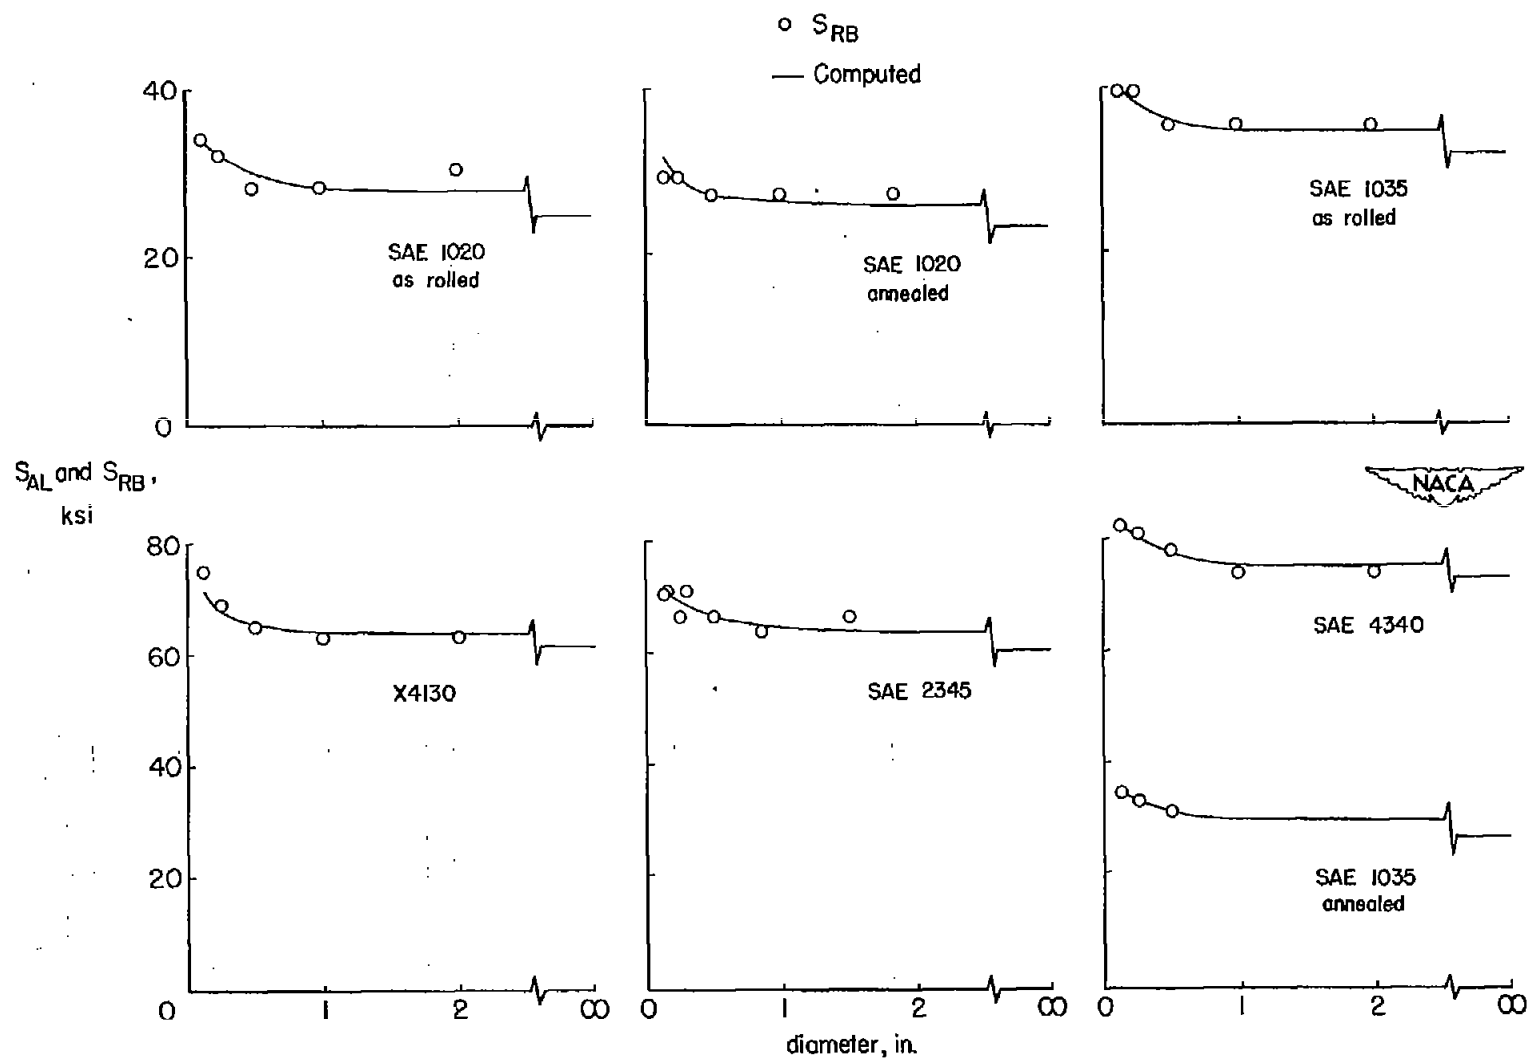 ○ S_RB
— Computed
40
20
0
SAE 1020
as rolled
SAE 1020
annealed
SAE 1035
as rolled
S_AL and S_RB,
ksi
NACA
80
60
40
20
0
X4130
SAE 2345
SAE 4340
SAE 1035
annealed
1 2 ∞
0 1 2 ∞
0 1 2 ∞
diameter, in.